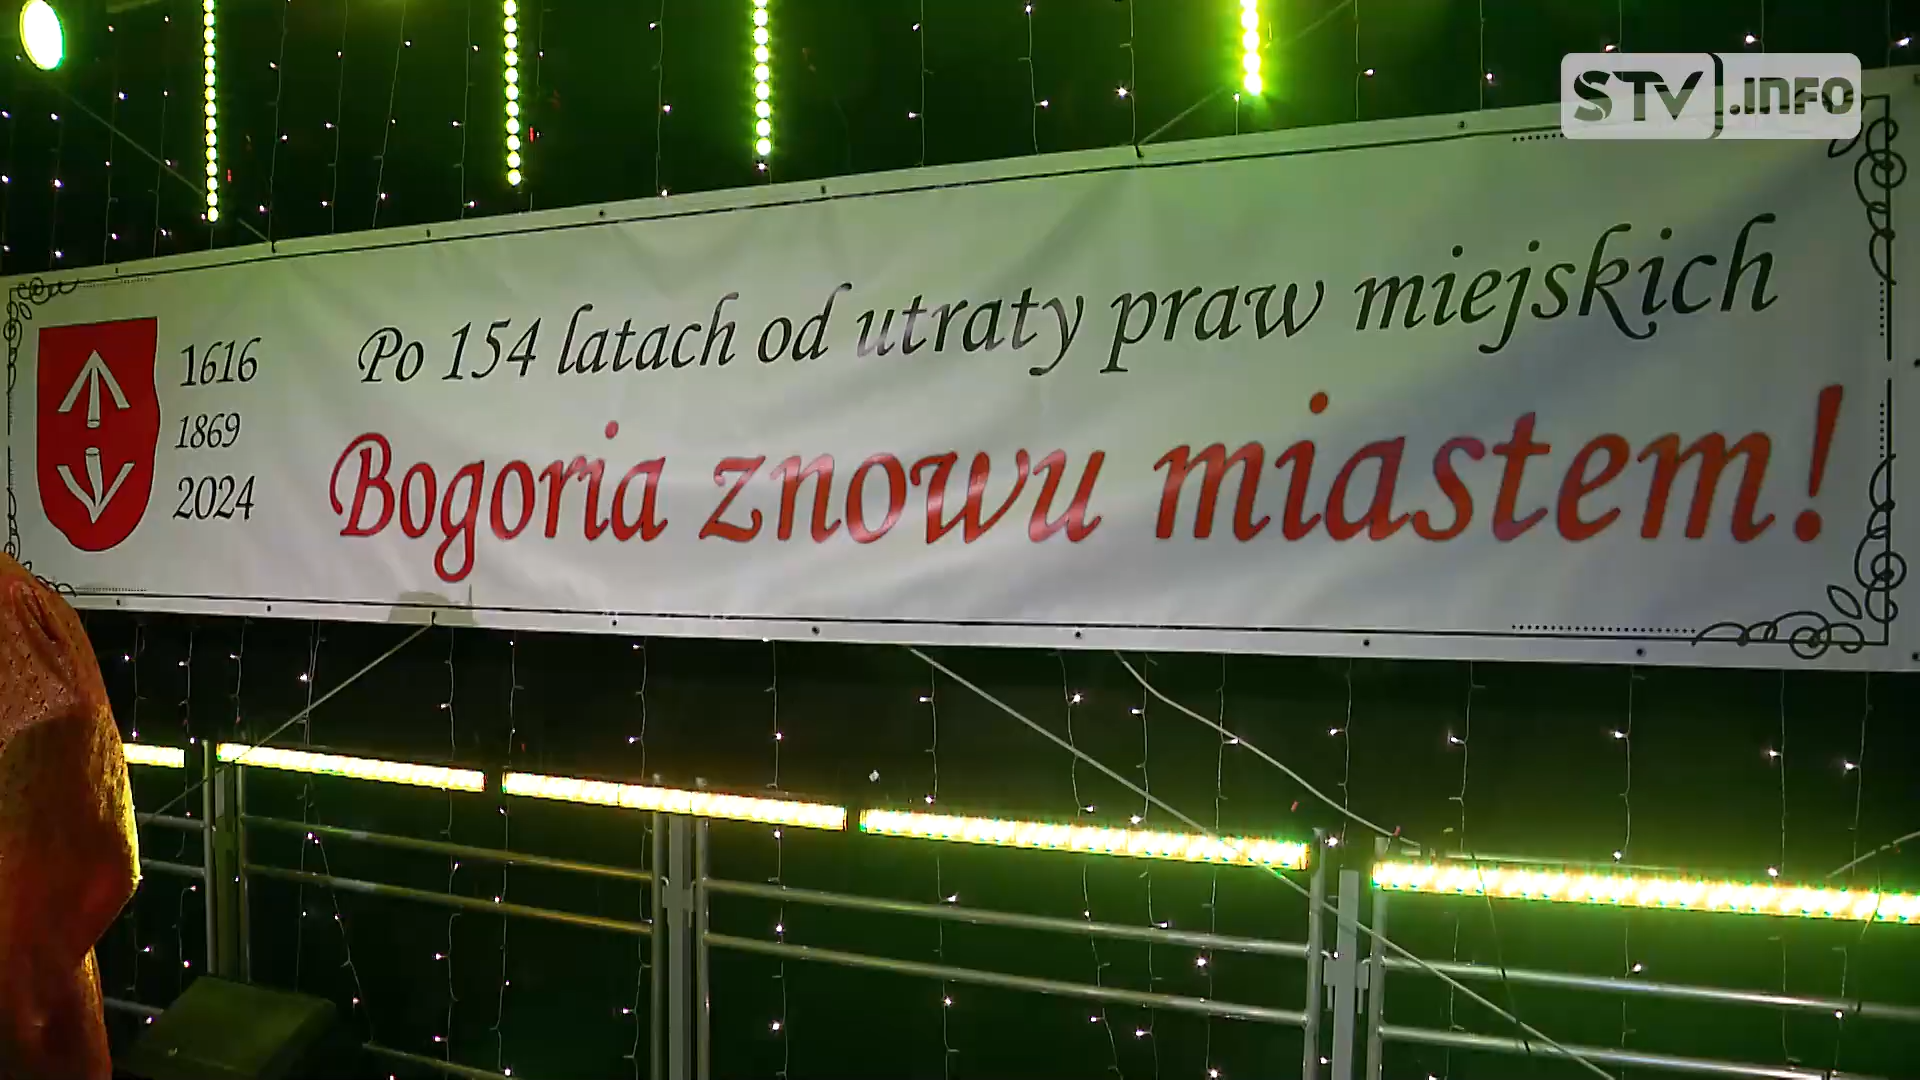 STV.INFO
Po 154 latach od utraty praw miejskich
1616
1869
2024
Bogoria znowu miastem!